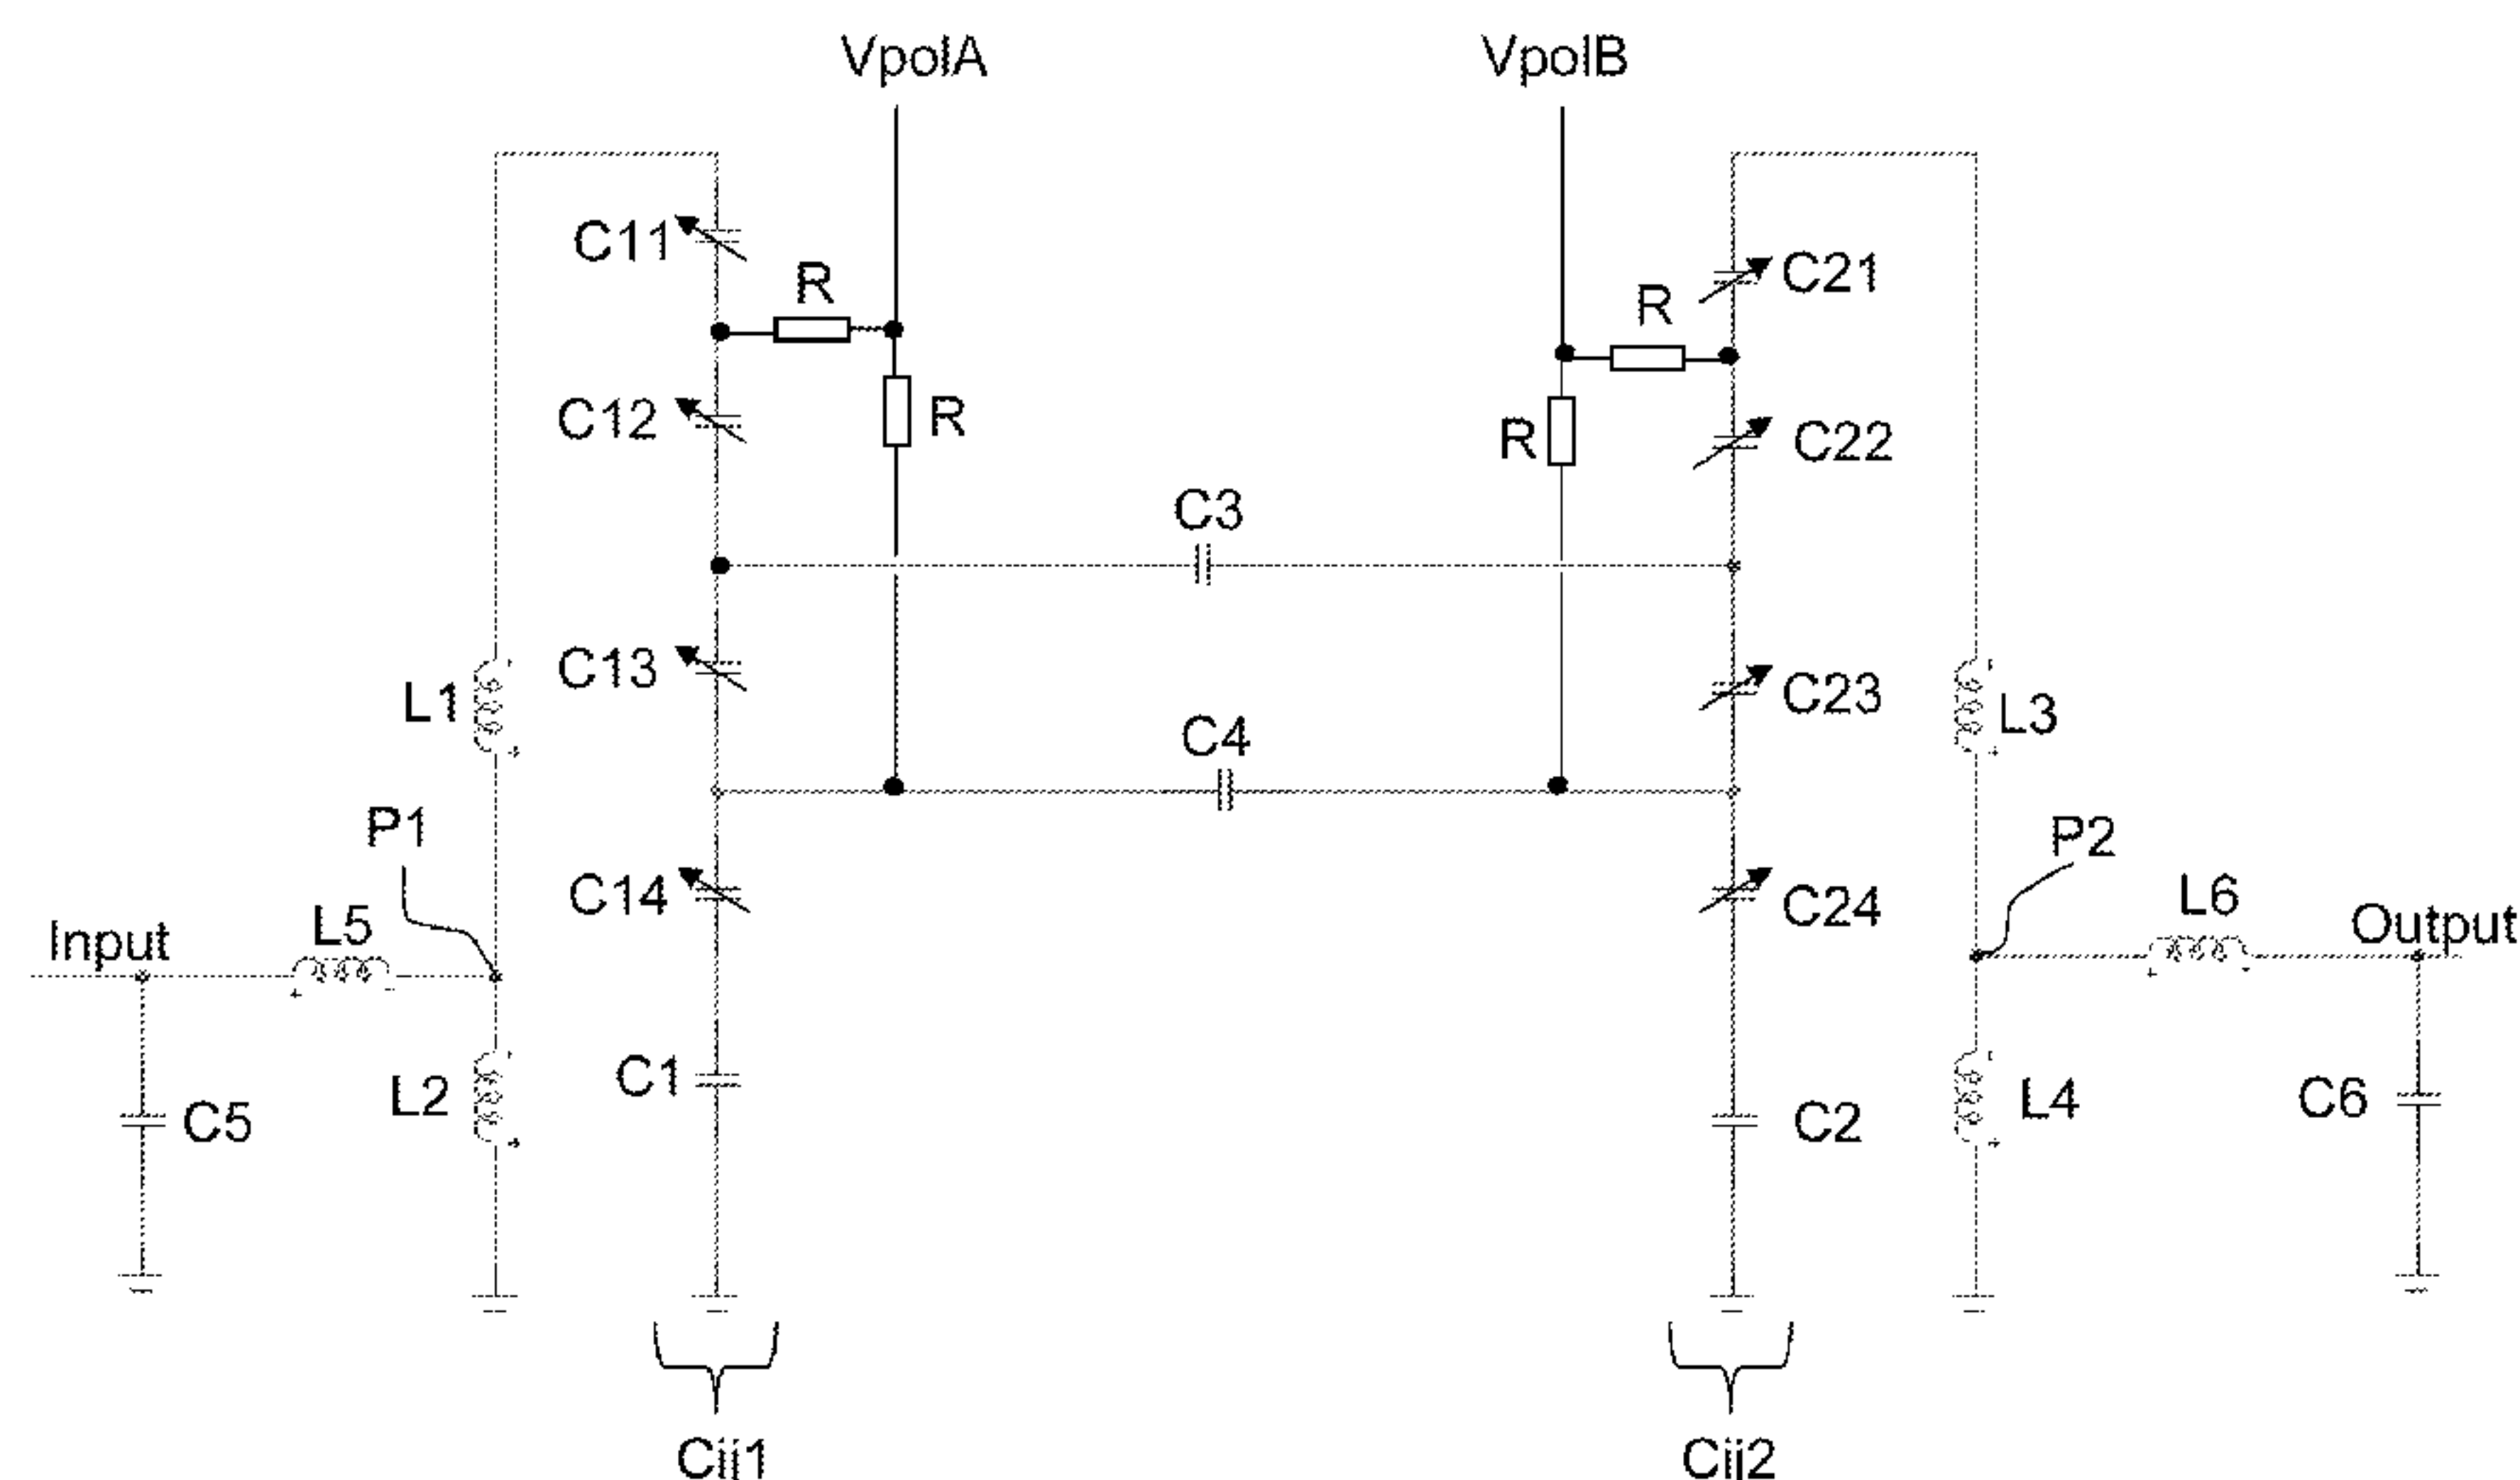 VpolA
VpolB
C11
R
C21
R
C12
R
R
C22
C3
C13
C23
L1
L3
C4
P1
P2
C14
C24
L6
Input
L5
Output
L2
C1
C5
L4
C6
C2
Cij1
Cij2